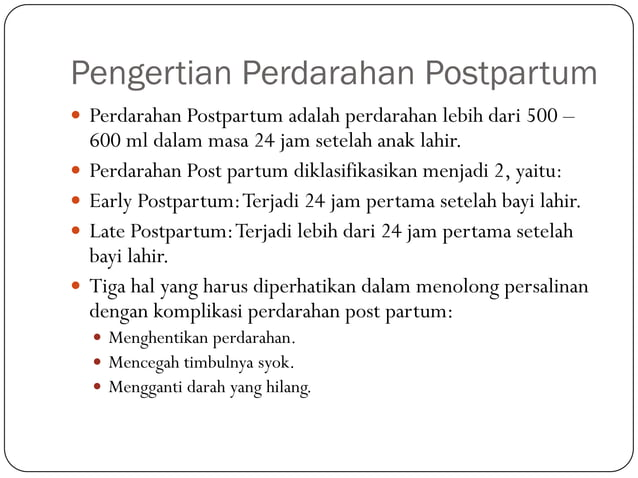 Pengertian Perdarahan Postpartum
• Perdarahan Postpartum adalah perdarahan lebih dari 500 –
600 ml dalam masa 24 jam setelah anak lahir.
• Perdarahan Post partum diklasifikasikan menjadi 2, yaitu:
• Early Postpartum: Terjadi 24 jam pertama setelah bayi lahir.
• Late Postpartum: Terjadi lebih dari 24 jam pertama setelah
bayi lahir.
• Tiga hal yang harus diperhatikan dalam menolong persalinan
dengan komplikasi perdarahan post partum:
• Menghentikan perdarahan.
• Mencegah timbulnya syok.
• Mengganti darah yang hilang.